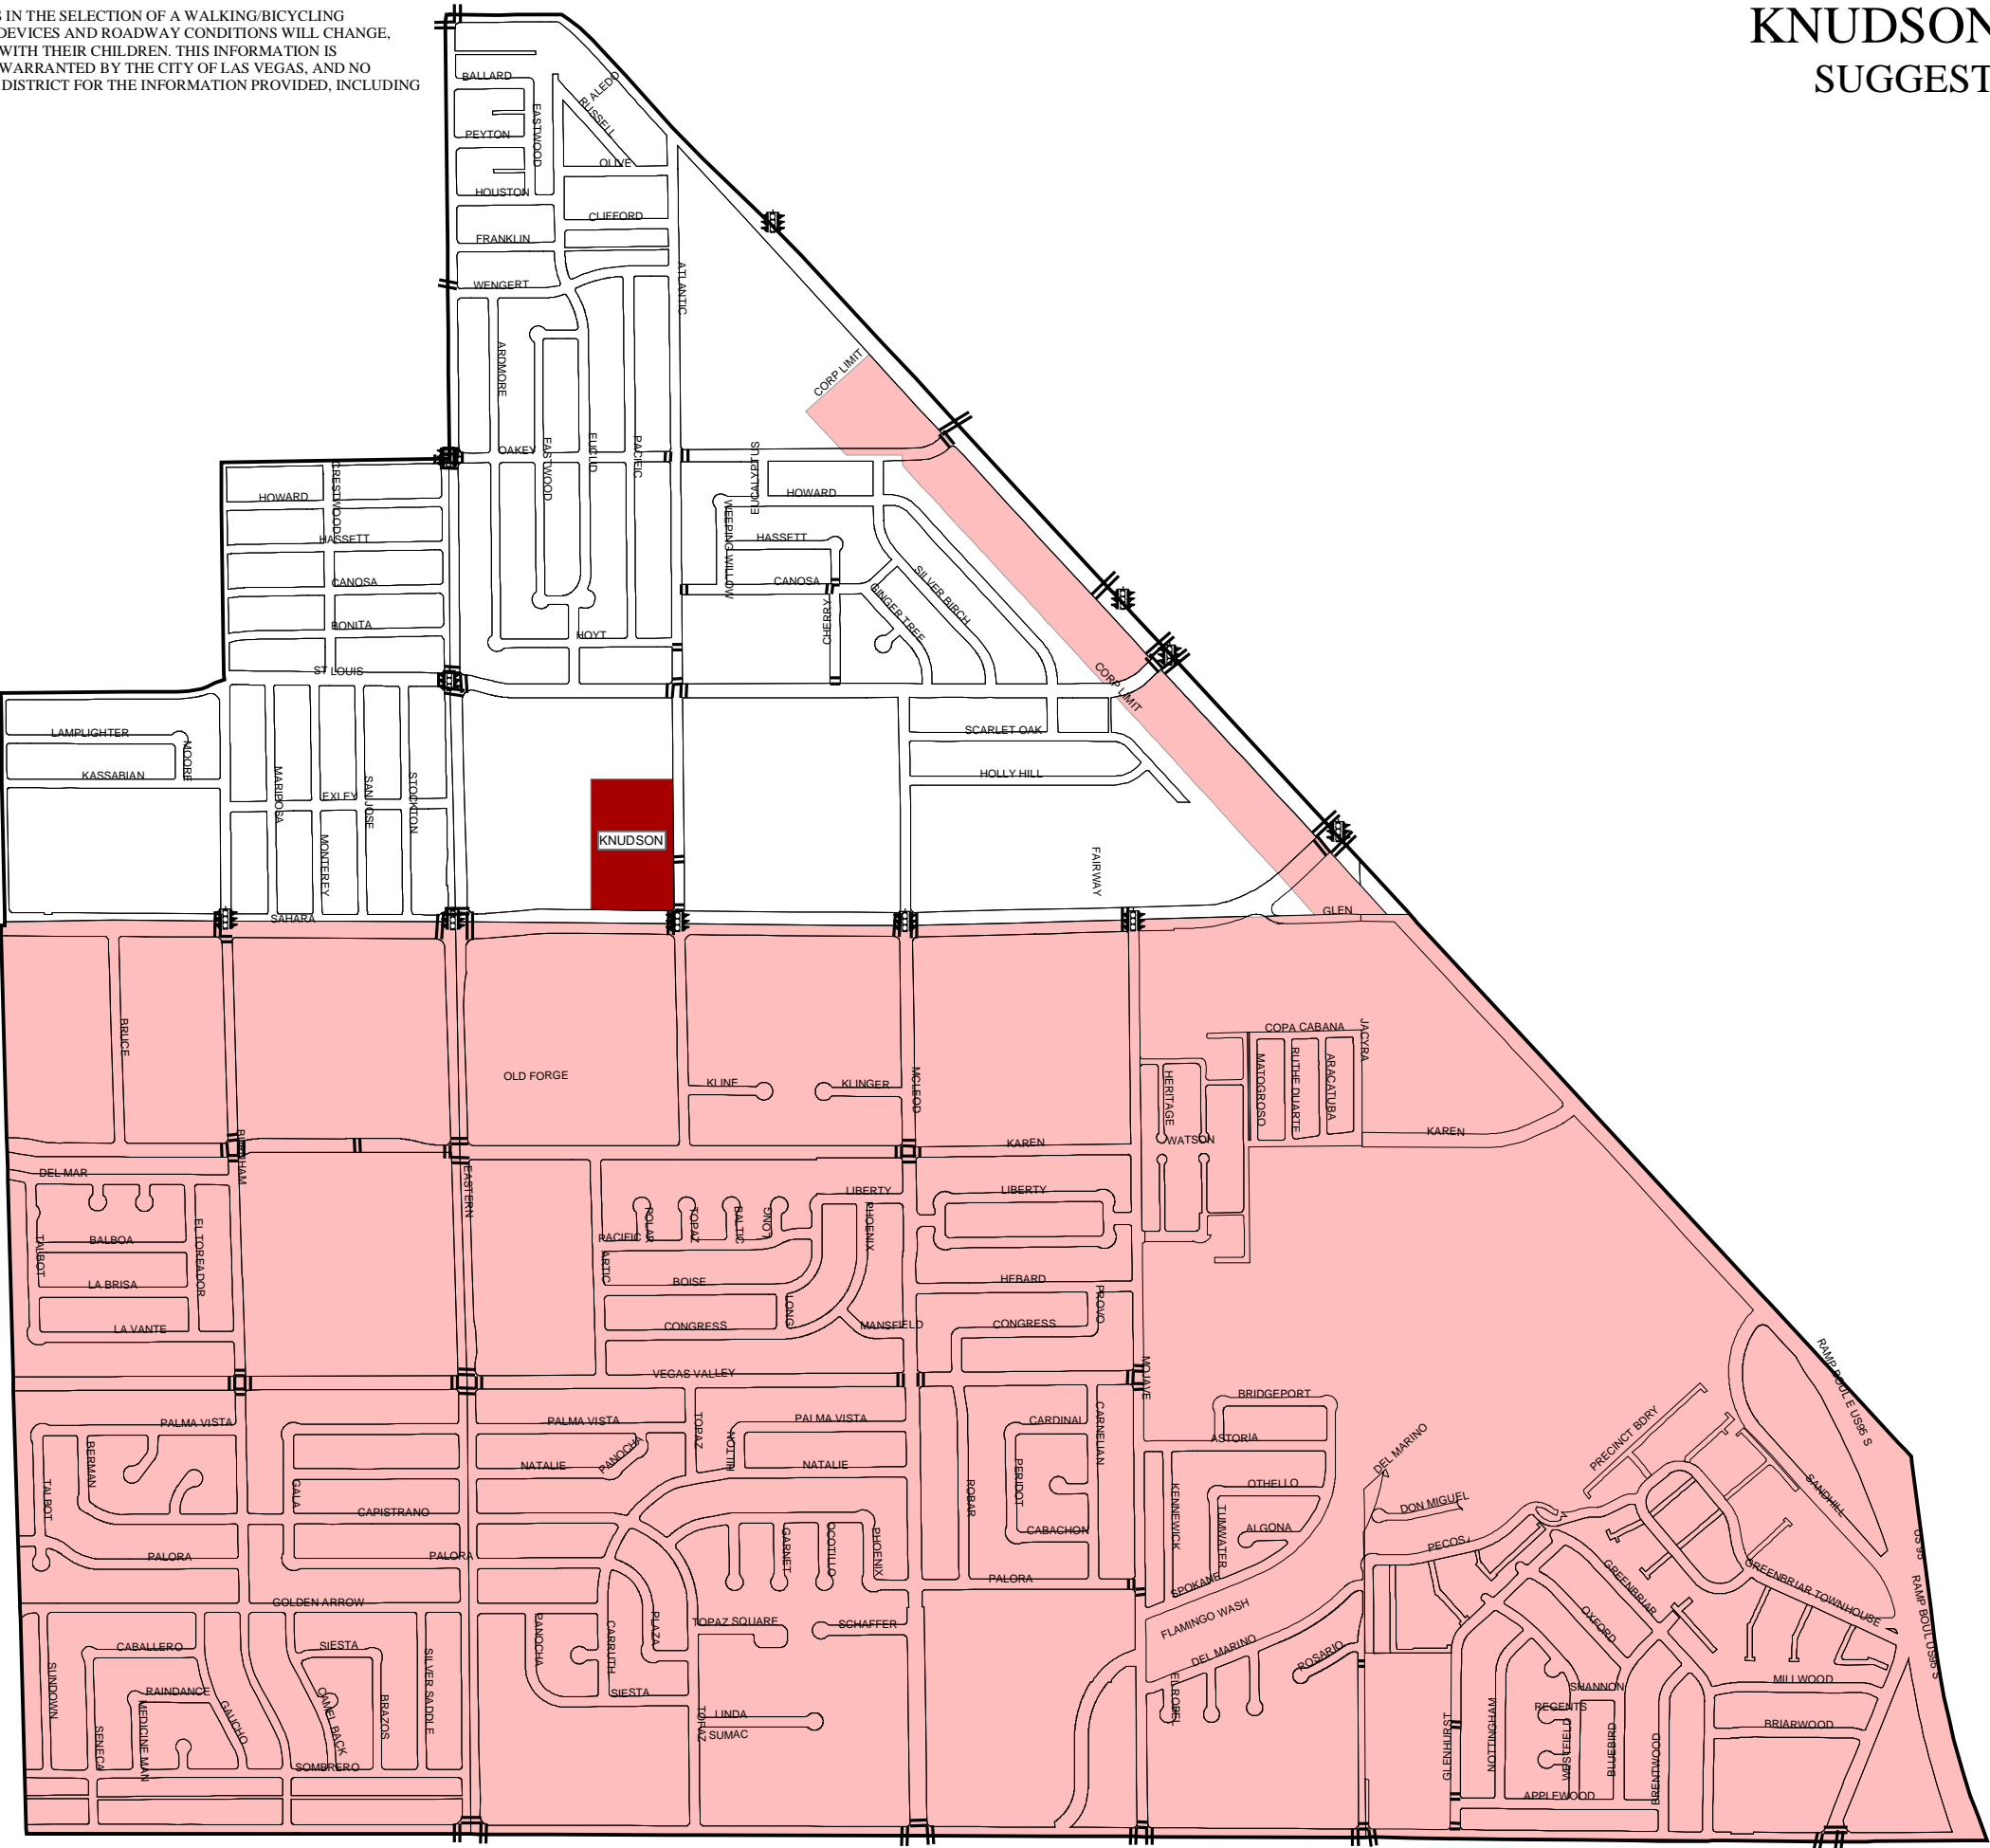 S IN THE SELECTION OF A WALKING/BICYCLING
DEVICES AND ROADWAY CONDITIONS WILL CHANGE,
WITH THEIR CHILDREN. THIS INFORMATION IS
WARRANTED BY THE CITY OF LAS VEGAS, AND NO
DISTRICT FOR THE INFORMATION PROVIDED, INCLUDING
KNUDSON
SUGGEST
BALLARD
ALEDO
RUSSELL
EASTWOOD
PEYTON
OLIVE
HOUSTON
CLIFFORD
FRANKLIN
WENGERT
ATLANTIC
ARDMORE
CORP LIMIT
OAKEY
EASTWOOD
EUCLID
PACIFIC
EUCALYPTUS
CRESTWOOD
HOWARD
HOWARD
WEEPING WILLOW
HASSETT
HASSETT
CANOSA
CANOSA
GINGER TREE
SILVER BIRCH
CHERRY
BONITA
HOYT
ST LOUIS
CORP LIMIT
LAMPLIGHTER
MOORE
KASSABIAN
MARIPOSA
EXLEY
SAN JOSE
STOCKTON
MONTEREY
SCARLET OAK
HOLLY HILL
KNUDSON
FAIRWAY
SAHARA
GLEN
BRUCE
OLD FORGE
KLINE
KLINGER
MCLEOD
COPA CABANA
JACYRA
MATOGROSO
RUTHE DUARTE
ARACATUBA
HERITAGE
WATSON
KAREN
KAREN
BURNHAM
DEL MAR
EASTERN
LIBERTY
LIBERTY
TALBOT
BALBOA
EL TOREADOR
LA BRISA
LA VANTE
PACIFIC
POLAR
TOPAZ
BALTIC
LONG
PHOENIX
ARTIC
BOISE
LONG
CONGRESS
MANSFIELD
HEBARD
PROVO
CONGRESS
VEGAS VALLEY
MOJAVE
RAMP BOUL E US95 S
PALMA VISTA
PALMA VISTA
PALMA VISTA
BERMAN
TALBOT
GALA
NATALIE
PANOCHA
TOPAZ
HILTON
NATALIE
CARDINAL
CARNELIAN
PERIDOT
ROBAR
CABACHON
BRIDGEPORT
ASTORIA
OTHELLO
KENNEWICK
TUMWATER
ALGONA
DEL MARINO
DON MIGUEL
PRECINCT BDRY
SANDHILL
CAPISTRANO
PALORA
PALORA
GARNET
OCOTILLO
PHOENIX
PALORA
SPOKANE
PECOS
US 95
RAMP BOUL US95 S
GREENBRIAR
GREENBRIAR TOWNHOUSE
OXFORD
GOLDEN ARROW
FLAMINGO WASH
PANOCHA
CARRUTH
PLAZA
TOPAZ SQUARE
SCHAFFER
CABALLERO
SIESTA
SUNDOWN
SENECA
RAINDANCE
MEDICINE MAN
GAUCHO
CAMEL BACK
BRAZOS
SILVER SADDLE
SIESTA
TOPAZ
LINDA
SUMAC
DEL MARINO
ROSARIO
SHANNON
REGENTS
MILLWOOD
BRIARWOOD
GLENHURST
NOTTINGHAM
WESTFIELD
BLUEBIRD
BRENTWOOD
APPLEWOOD
SOMBRERO